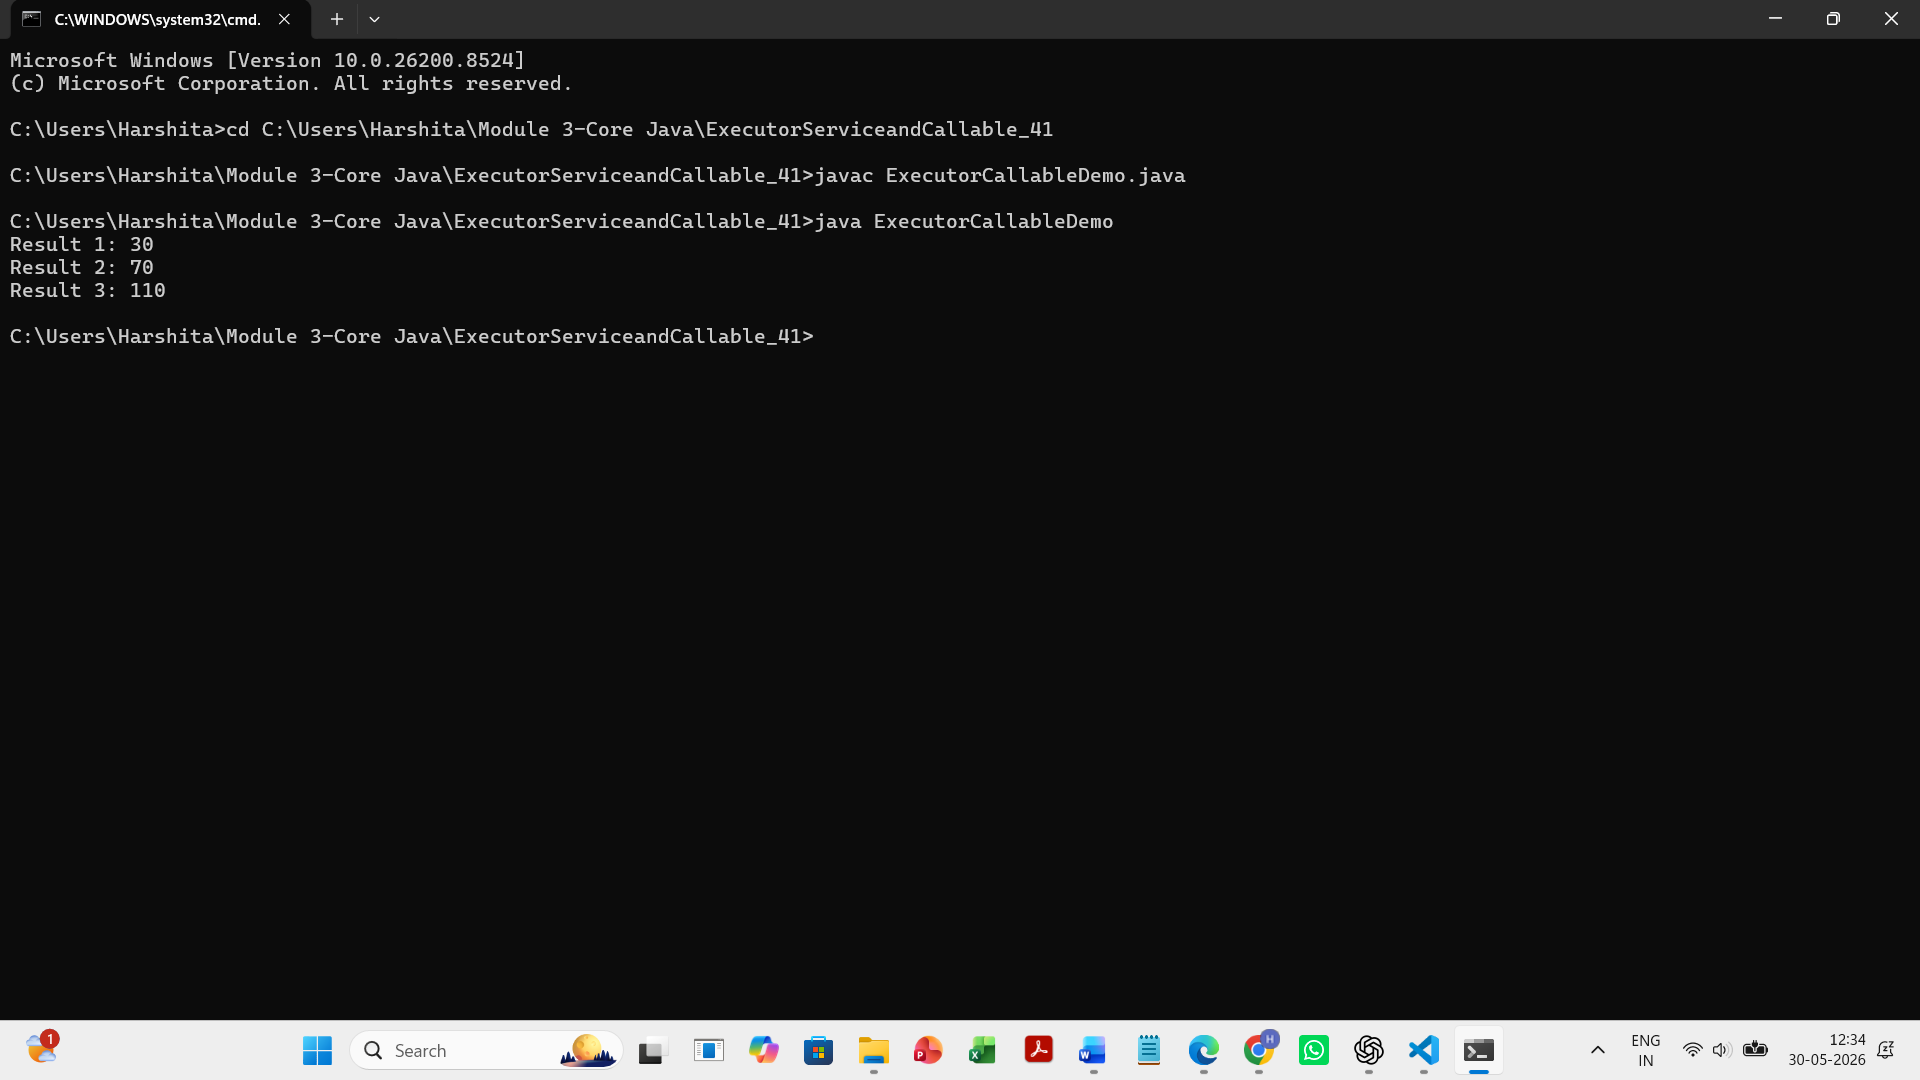 C:\WINDOWS\system32\cmd.
Microsoft Windows [Version 10.0.26200.8524]
(c) Microsoft Corporation. All rights reserved.
C:\Users\Harshita>cd C:\Users\Harshita\Module 3-Core Java\ExecutorServiceandCallable_41
C:\Users\Harshita\Module 3-Core Java\ExecutorServiceandCallable_41>javac ExecutorCallableDemo.java
C:\Users\Harshita\Module 3-Core Java\ExecutorServiceandCallable_41>java ExecutorCallableDemo
Result 1: 30
Result 2: 70
Result 3: 110
C:\Users\Harshita\Module 3-Core Java\ExecutorServiceandCallable_41>
1
Search
P
X
W
H
ENG
IN
12:34
30-05-2026